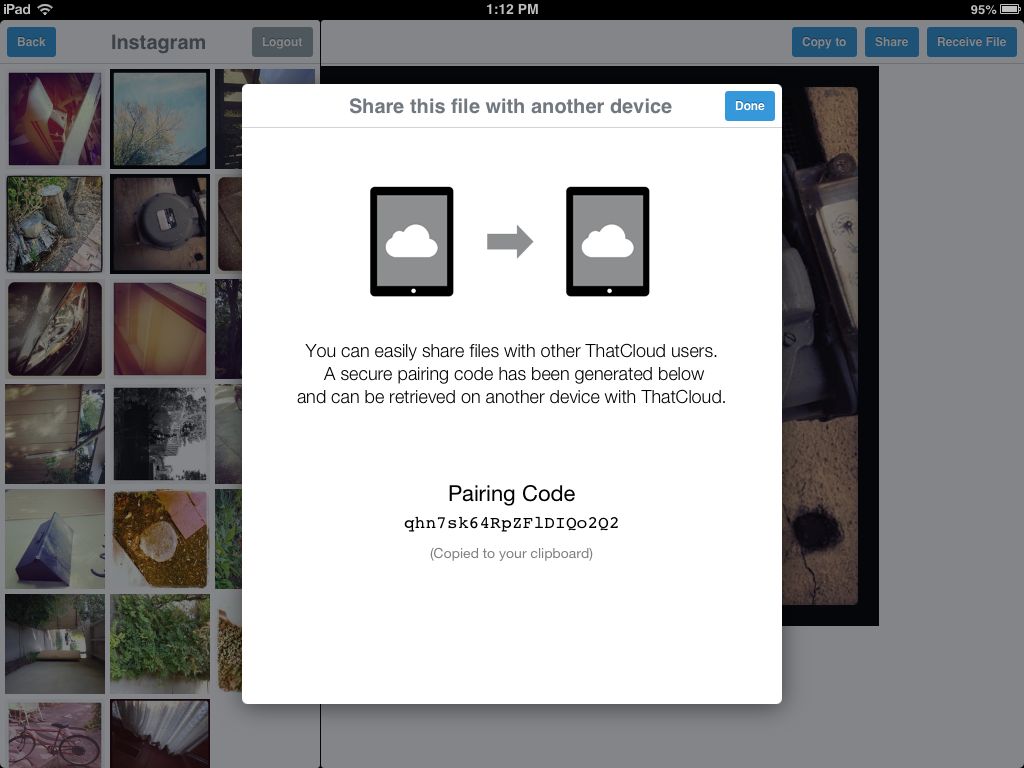 iPad 1:12 PM 95%
Back Instagram Logout Copy to Share Receive File
Share this file with another device Done
You can easily share files with other ThatCloud users.
A secure pairing code has been generated below
and can be retrieved on another device with ThatCloud.
Pairing Code
qhn7sk64RpZFlDIQo2Q2
(Copied to your clipboard)